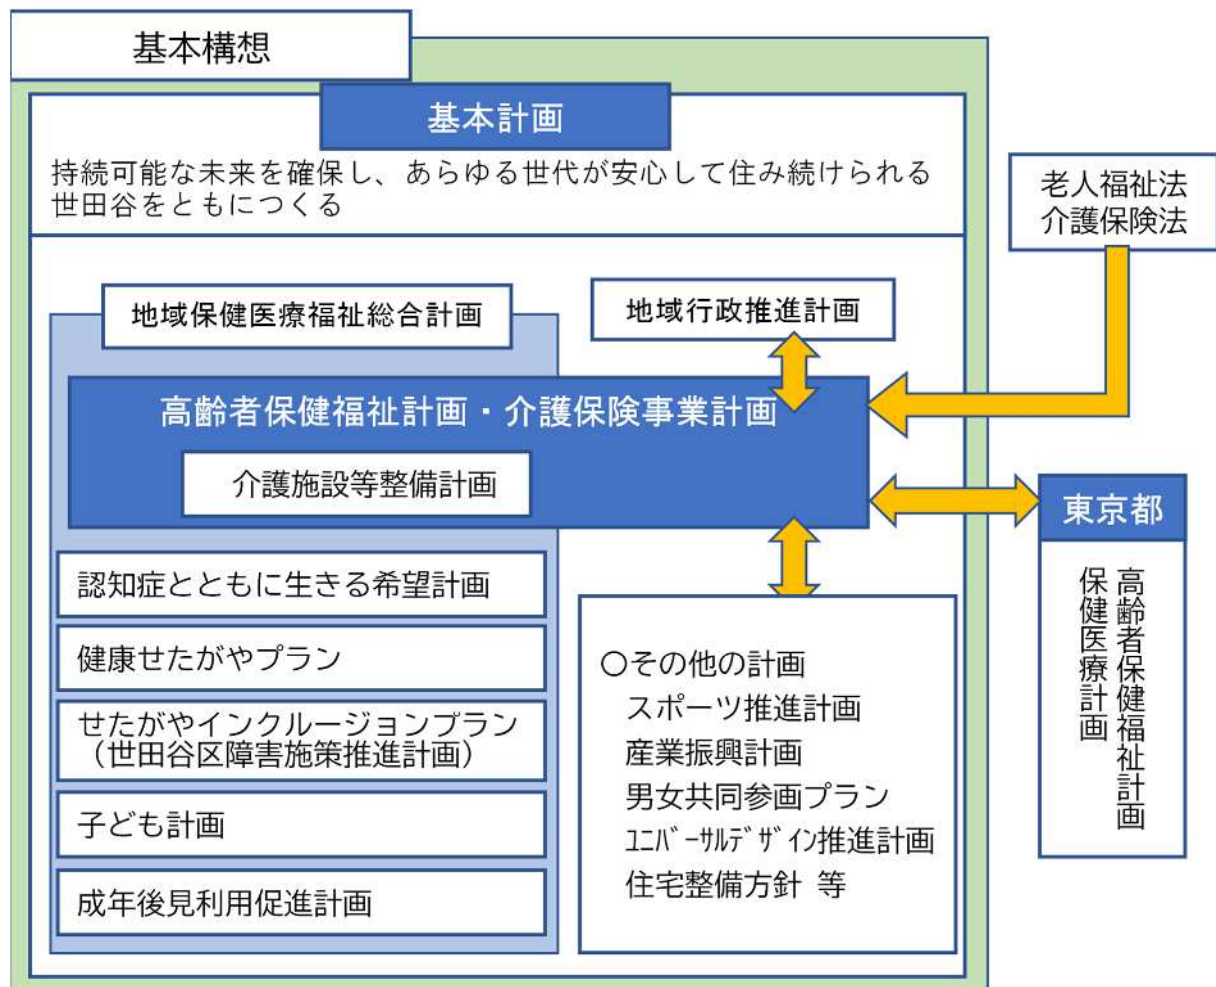 基本構想
基本計画
持続可能な未来を確保し、あらゆる世代が安心して住み続けられる
世田谷をともにつくる
老人福祉法
介護保険法
地域保健医療福祉総合計画
地域行政推進計画
高齢者保健福祉計画・介護保険事業計画
介護施設等整備計画
認知症とともに生きる希望計画
健康せたがやプラン
せたがやインクルージョンプラン
（世田谷区障害施策推進計画）
子ども計画
成年後見利用促進計画
〇その他の計画
スポーツ推進計画
産業振興計画
男女共同参画プラン
ﾕﾆﾊﾞｰｻﾙﾃﾞｻﾞｲﾝ推進計画
住宅整備方針 等
東京都
高齢者保健福祉計画
保健医療計画